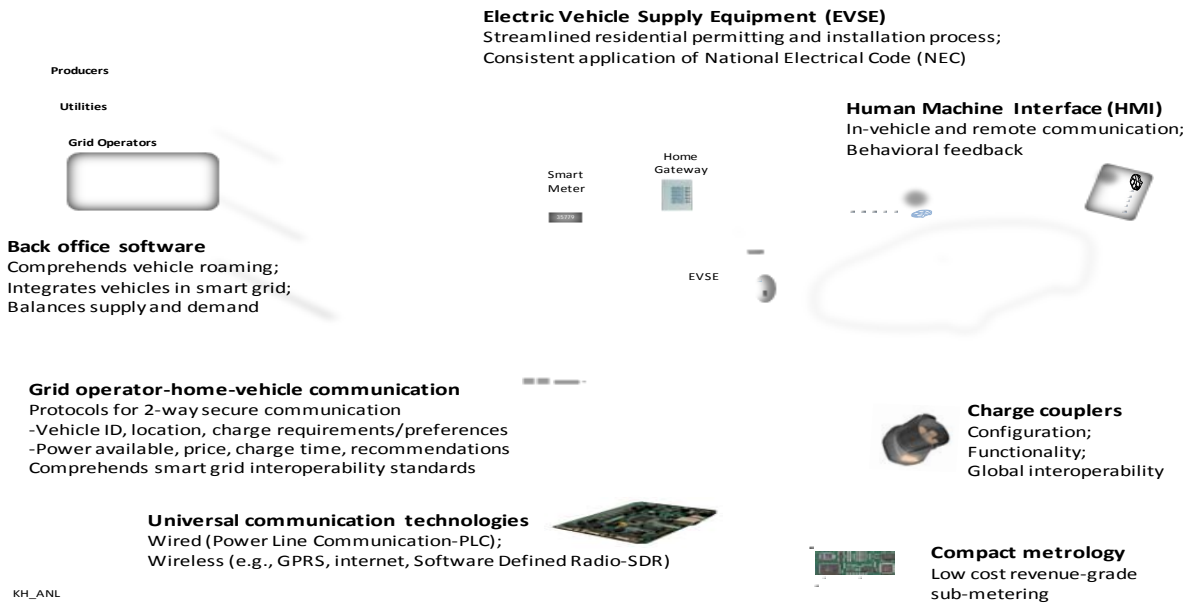 Electric Vehicle Supply Equipment (EVSE)
Streamlined residential permitting and installation process;
Consistent application of National Electrical Code (NEC)
Producers
Utilities
Grid Operators
Human Machine Interface (HMI)
In-vehicle and remote communication;
Behavioral feedback
Smart
Meter
Home
Gateway
Back office software
Comprehends vehicle roaming;
Integrates vehicles in smart grid;
Balances supply and demand
EVSE
Grid operator-home-vehicle communication
Protocols for 2-way secure communication
-Vehicle ID, location, charge requirements/preferences
-Power available, price, charge time, recommendations
Comprehends smart grid interoperability standards
Charge couplers
Configuration;
Functionality;
Global interoperability
Universal communication technologies
Wired (Power Line Communication-PLC);
Wireless (e.g., GPRS, internet, Software Defined Radio-SDR)
Compact metrology
Low cost revenue-grade
sub-metering
KH_ANL